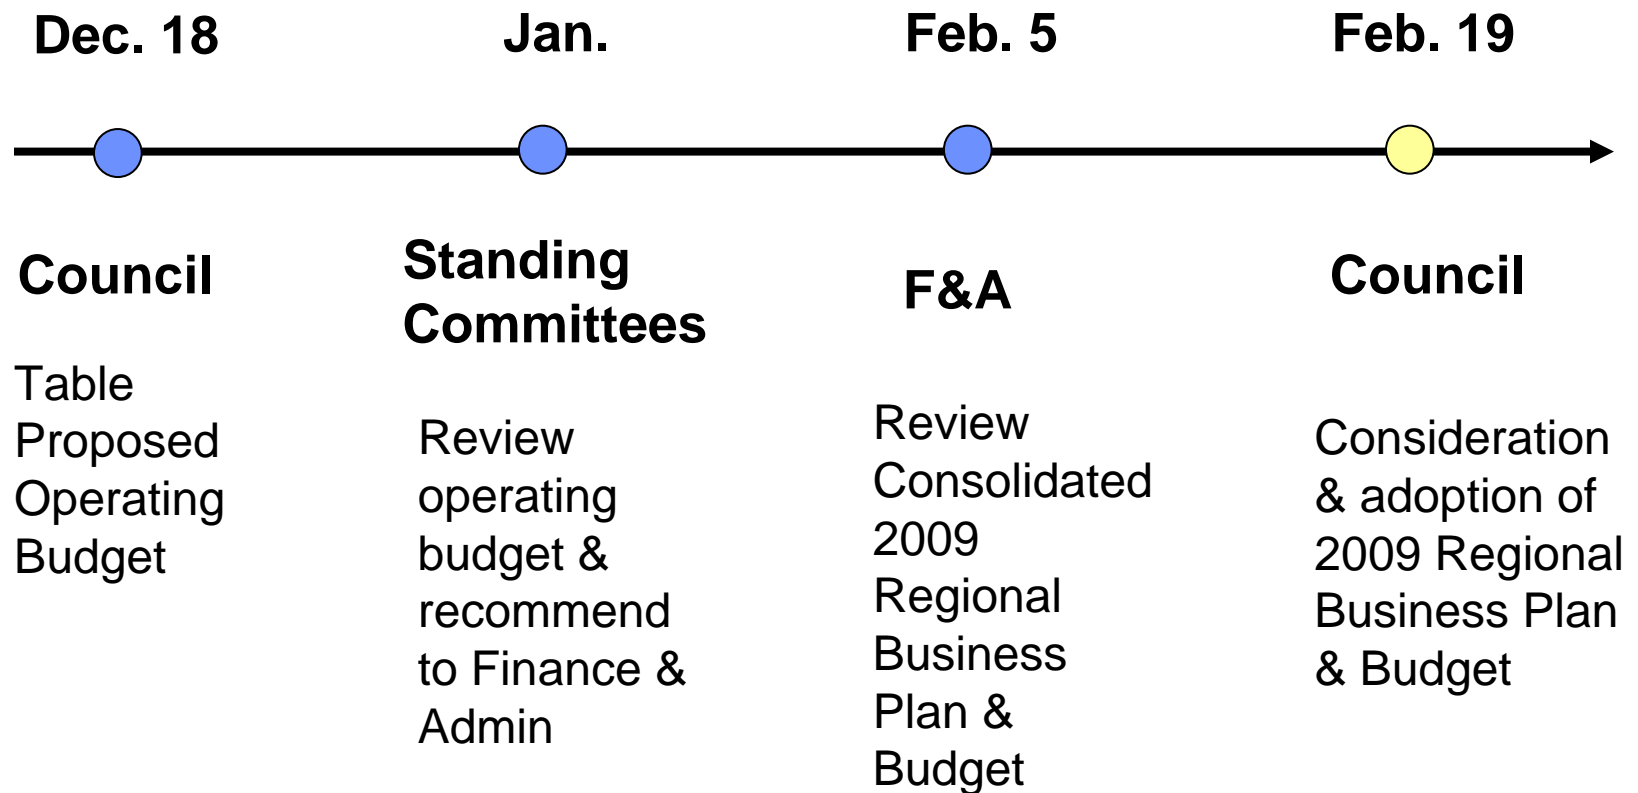 Dec. 18
Jan.
Feb. 5
Feb. 19
Council
Table
Proposed
Operating
Budget
Standing
Committees
Review
operating
budget &
recommend
to Finance &
Admin
F&A
Review
Consolidated
2009
Regional
Business
Plan &
Budget
Council
Consideration
& adoption of
2009 Regional
Business Plan
& Budget